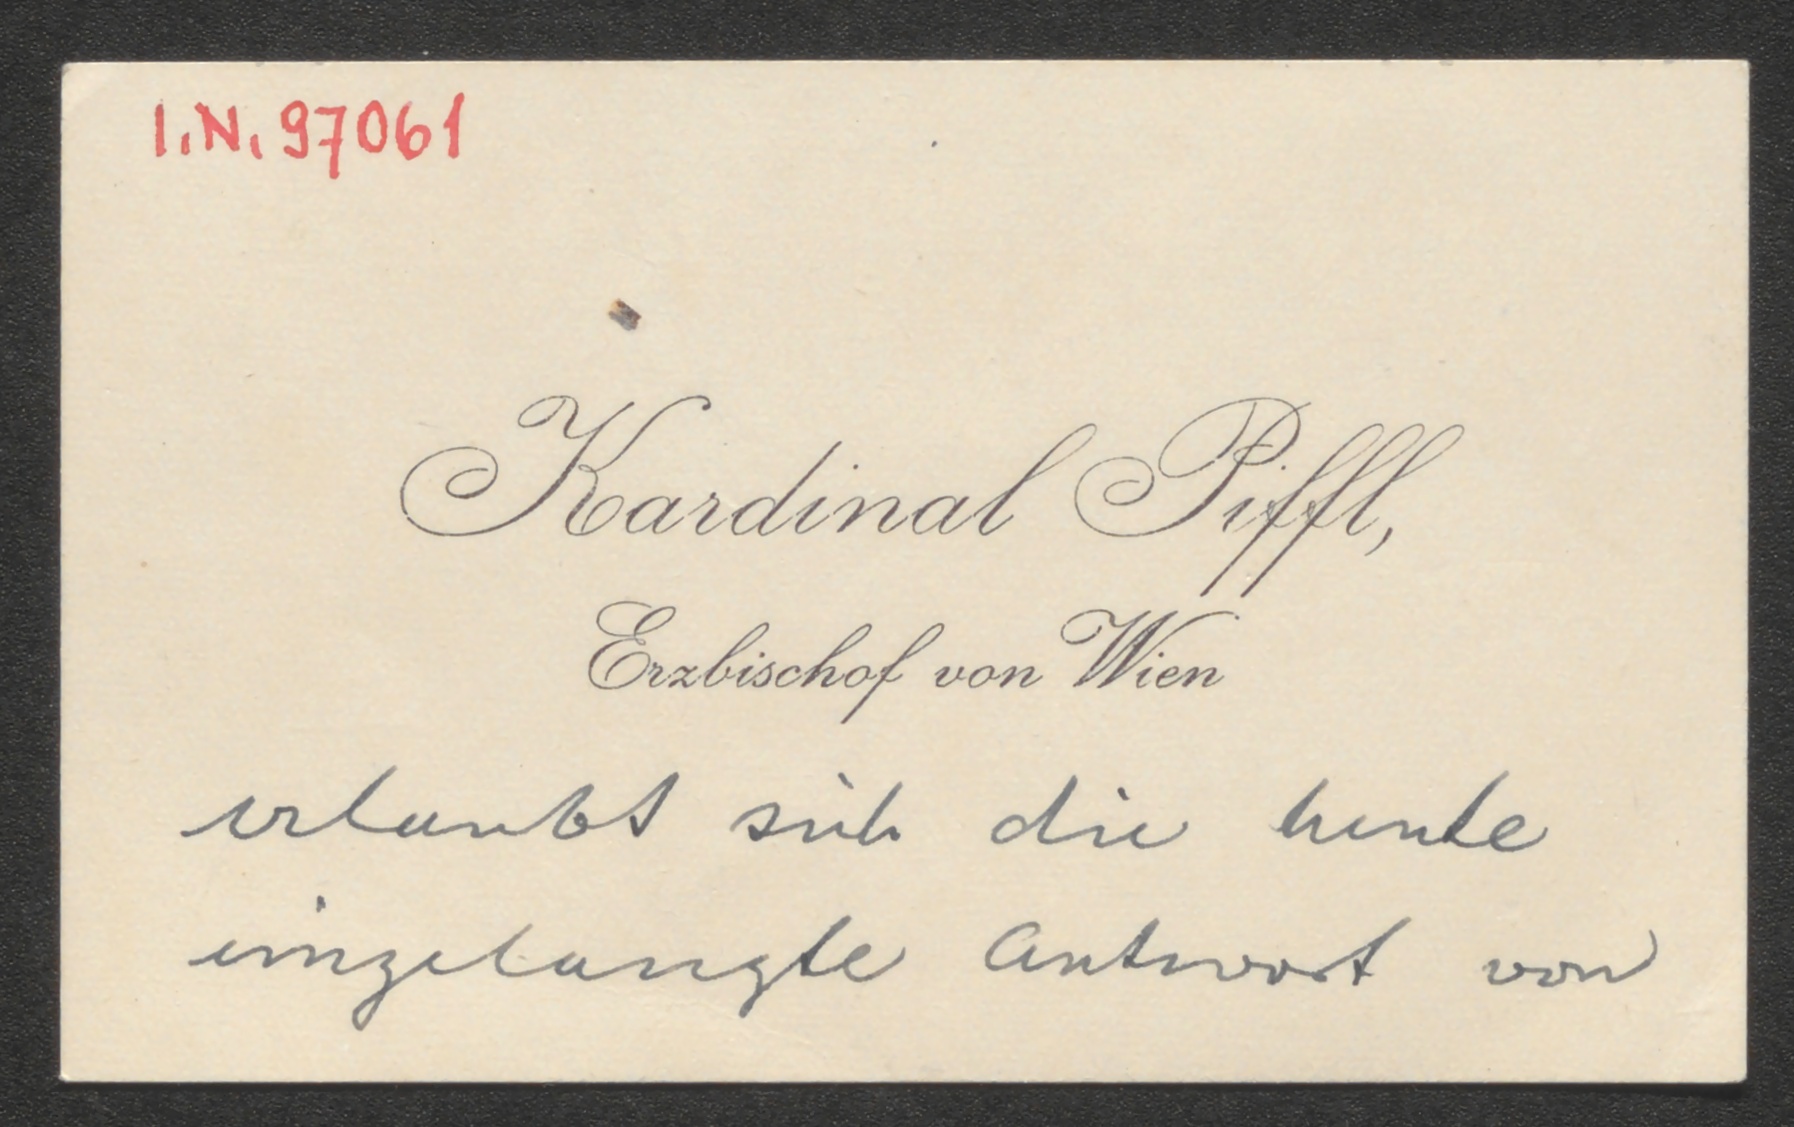 I.N. 97061
Kardinal Piffl,
Erzbischof von Wien
erlaubt sich die heute
eingelangte Antwort von